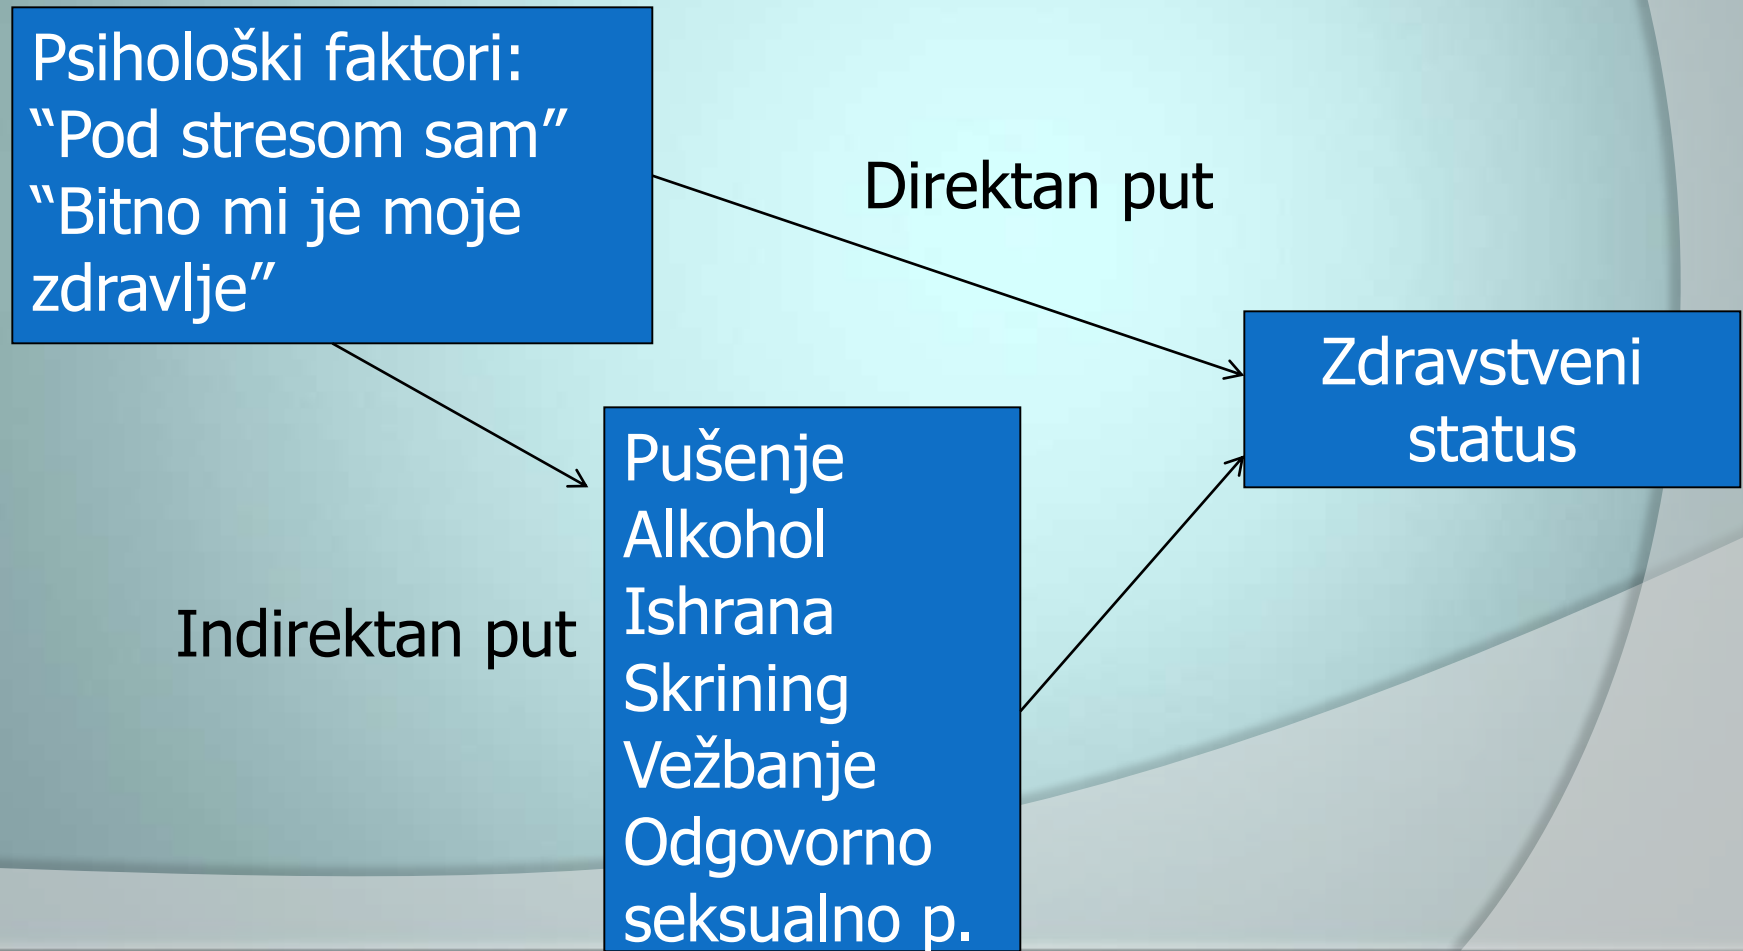 Psihološki faktori:
“Pod stresom sam”
“Bitno mi je moje
zdravlje”
Direktan put
Zdravstveni
status
Indirektan put
Pušenje
Alkohol
Ishrana
Skrining
Vežbanje
Odgovorno
seksualno p.